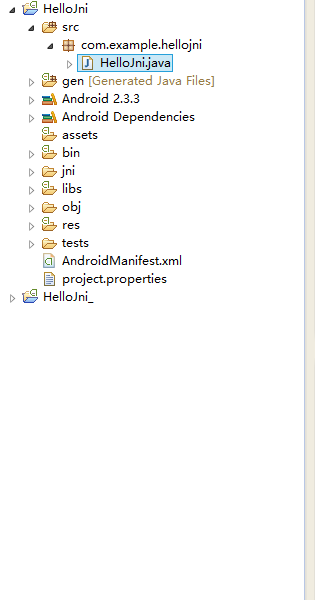 HelloJni
src
com.example.hellojni
HelloJni.java
gen [Generated Java Files]
Android 2.3.3
Android Dependencies
assets
bin
jni
libs
obj
res
tests
AndroidManifest.xml
project.properties
HelloJni_